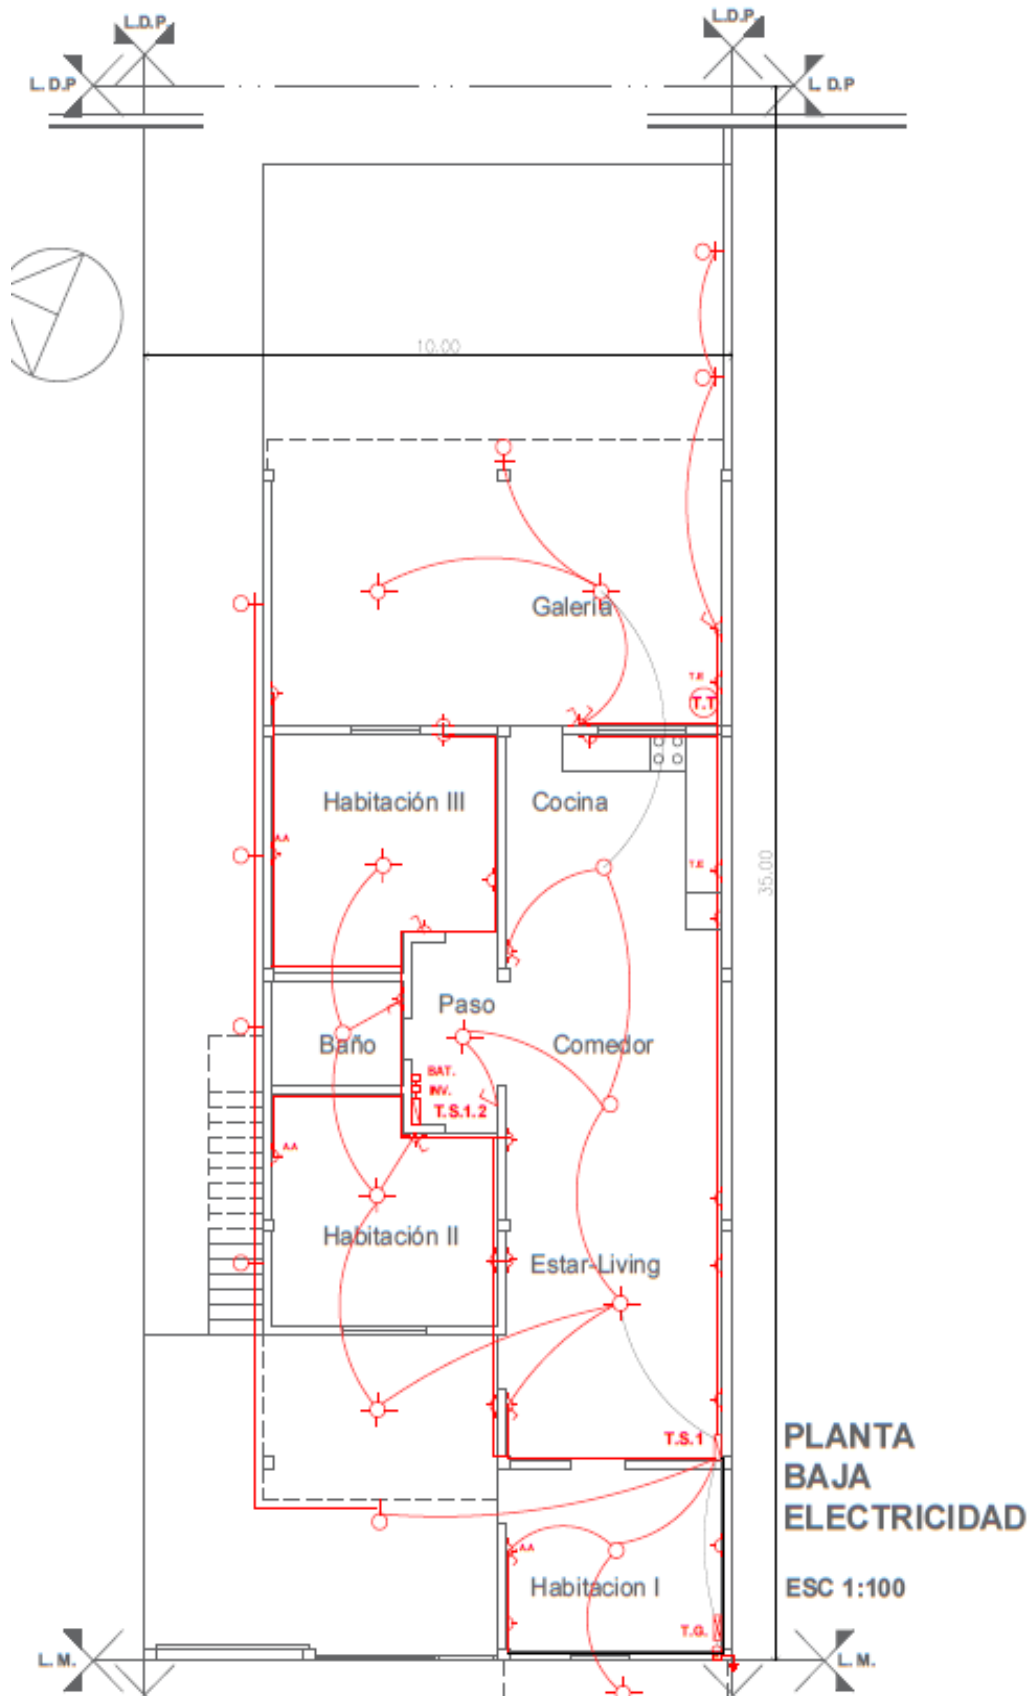 L.D.P.
L.D.P.
L. D.P
L. D.P
10.00
Galería
T.E
T.T
Habitación III
Cocina
A.A
T.E
35.00
Paso
Baño
Comedor
BAT.
INV.
T.S.1.2
A.A
Habitación II
Estar-Living
T.S.1
PLANTA
BAJA
ELECTRICIDAD
A.A
Habitacion I
ESC 1:100
T.G.
L. M.
L. M.